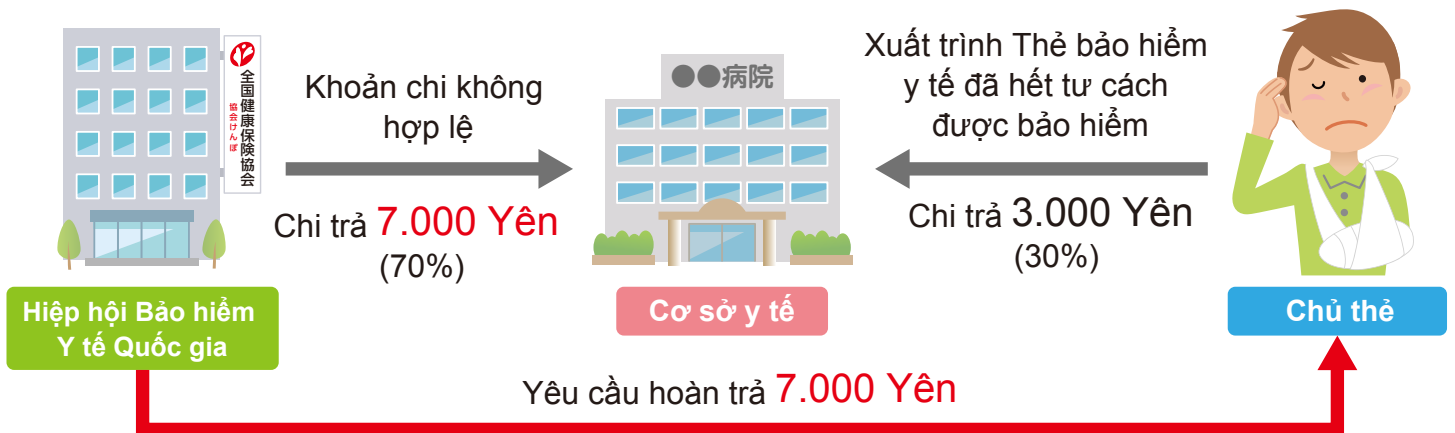 全国健康保険協会
協会けんぽ
Khoản chi không
hợp lệ
Chi trả 7.000 Yên
(70%)
Hiệp hội Bảo hiểm
Y tế Quốc gia
●●病院
Cơ sở y tế
Xuất trình Thẻ bảo hiểm
y tế đã hết tư cách
được bảo hiểm
Chi trả 3.000 Yên
(30%)
Chủ thẻ
Yêu cầu hoàn trả 7.000 Yên